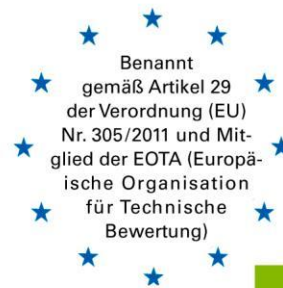 Benannt
gemäß Artikel 29
der Verordnung (EU)
Nr. 305/2011 und Mit-
glied der EOTA (Europä-
ische Organisation
für Technische
Bewertung)